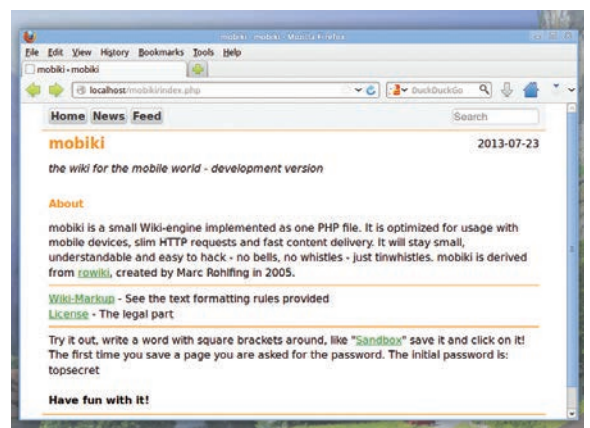 mobiki - mobiki - Mozilla Firefox
File Edit View History Bookmarks Tools Help
mobiki - mobiki
localhost/mobiki/index.php DuckDuckGo
Home News Feed Search
mobiki 2013-07-23
the wiki for the mobile world - development version
About
mobiki is a small Wiki-engine implemented as one PHP file. It is optimized for usage with
mobile devices, slim HTTP requests and fast content delivery. It will stay small,
understandable and easy to hack - no bells, no whistles - just tinwhistles. mobiki is derived
from rowiki, created by Marc Rohlfing in 2005.
Wiki-Markup - See the text formatting rules provided
License - The legal part
Try it out, write a word with square brackets around, like "Sandbox" save it and click on it!
The first time you save a page you are asked for the password. The initial password is:
topsecret
Have fun with it!